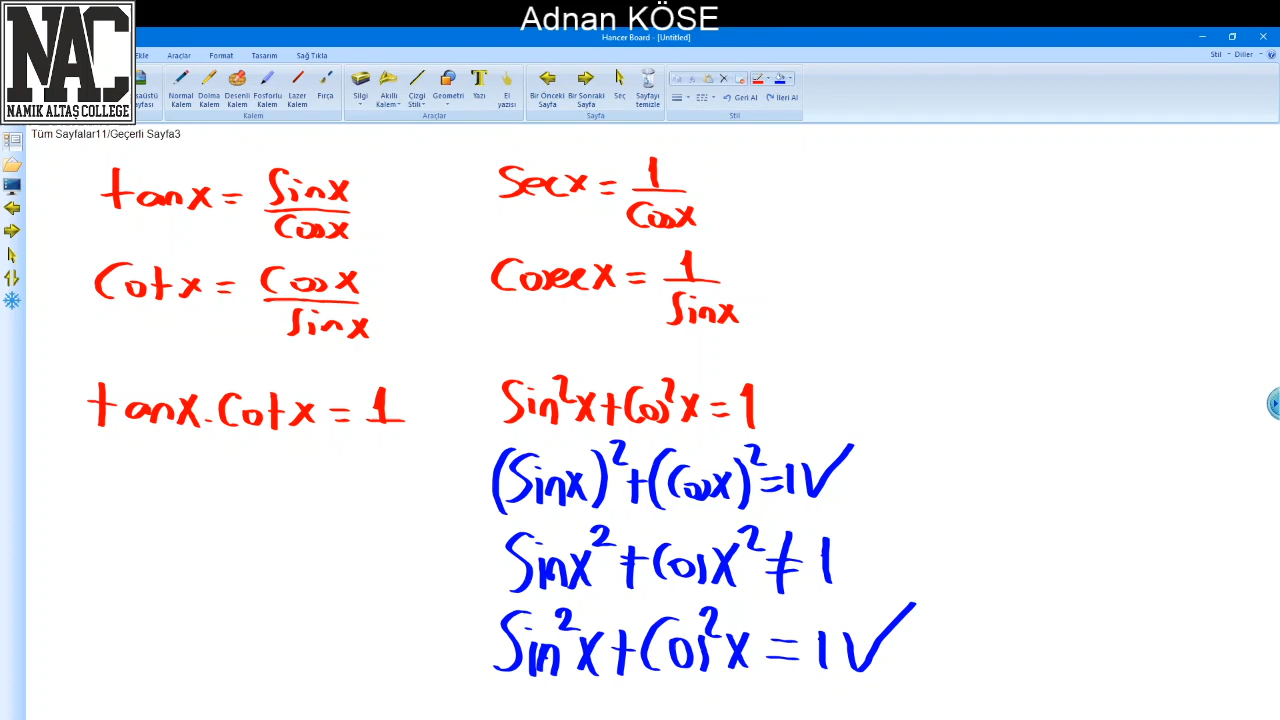 Adnan KÖSE
Hancer Board - [Untitled]
NAC
NAMIK ALTAŞ COLLEGE
Ekle Araçlar Format Tasarım Sağ Tıkla
Stil Diller
Normal Kalem Dolma Kalem Desenli Kalem Fosforlu Kalem Lazer Kalem Fırça
Kalem
Silgi Akıllı Kalem Çizgi Stili Geometri Yazı El yazısı
Araçlar
Bir Önceki Sayfa Bir Sonraki Sayfa Seç Sayfayı temizle
Sayfa
Geri Al İleri Al
Stil
Tüm Sayfalar11/Geçerli Sayfa3
tanx = sinx/cosx
cotx = cosx/sinx
tanx.cotx = 1
secx = 1/cosx
cosecx = 1/sinx
sin²x+cos²x = 1
(sinx)²+(cosx)²=1✓
sinx²+cosx²≠1
sin²x+cos²x = 1✓